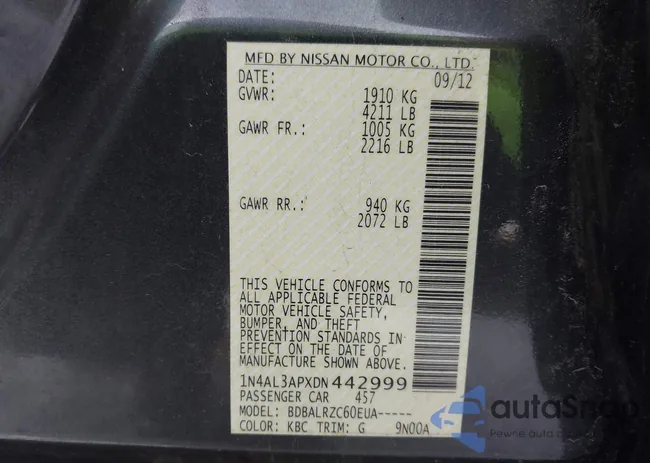 MFD BY NISSAN MOTOR CO., LTD.
DATE: 09/12
GVWR: 1910 KG
4211 LB
GAWR FR.: 1005 KG
2216 LB
GAWR RR.: 940 KG
2072 LB
THIS VEHICLE CONFORMS TO
ALL APPLICABLE FEDERAL
MOTOR VEHICLE SAFETY,
BUMPER, AND THEFT
PREVENTION STANDARDS IN
EFFECT ON THE DATE OF
MANUFACTURE SHOWN ABOVE.
1N4AL3APXDN442999
PASSENGER CAR 457
MODEL: BDBALRZC60EUA-----
COLOR: KBC TRIM: G 9N00A
autoSnap
Pewne auto